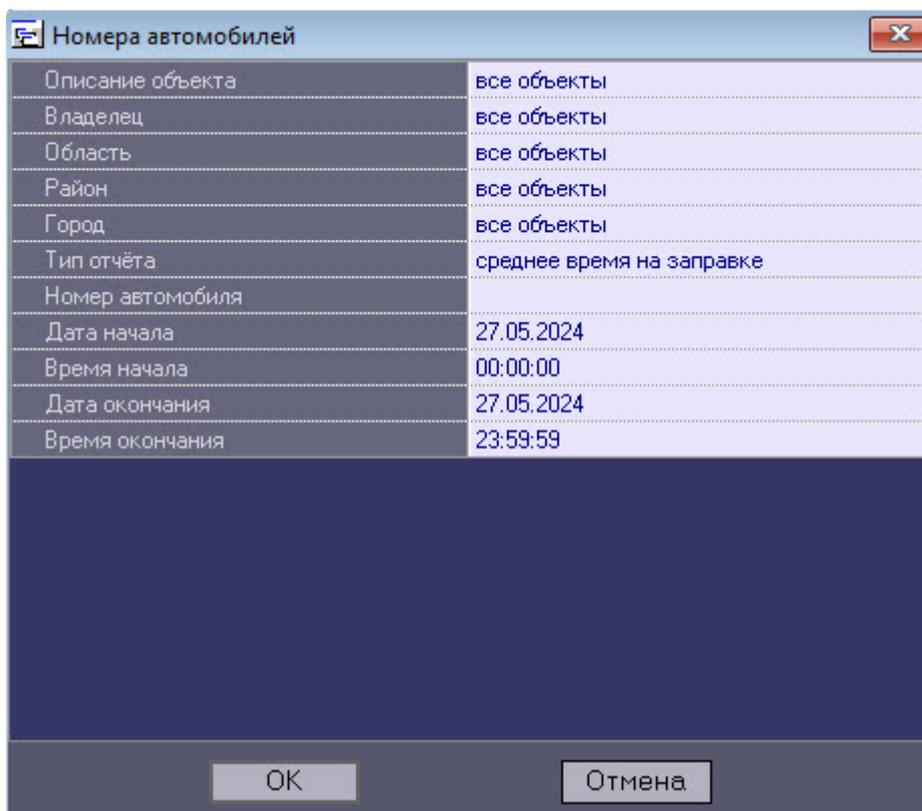 Номера автомобилей
Описание объекта все объекты
Владелец все объекты
Область все объекты
Район все объекты
Город все объекты
Тип отчёта среднее время на заправке
Номер автомобиля
Дата начала 27.05.2024
Время начала 00:00:00
Дата окончания 27.05.2024
Время окончания 23:59:59
OK Отмена